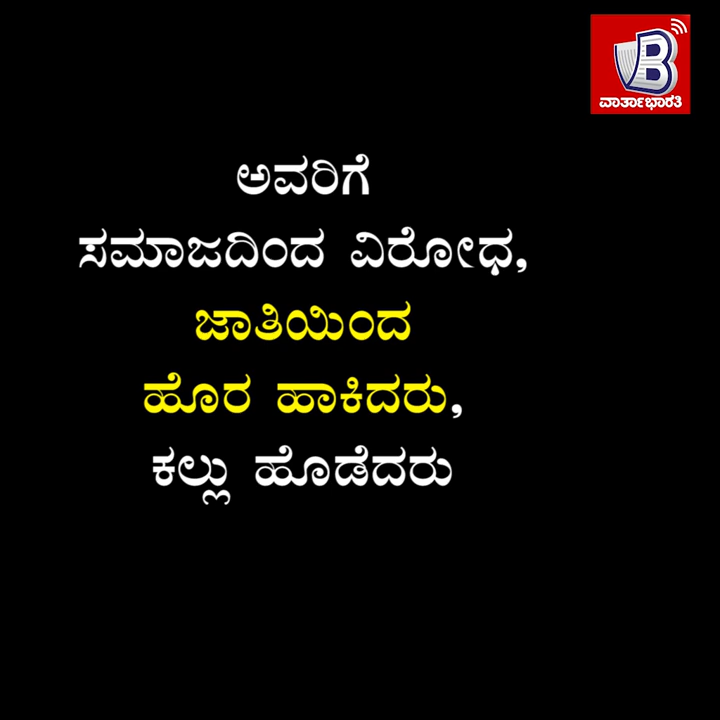 B
ವಾರ್ತಾಭಾರತಿ
ಅವರಿಗೆ
ಸಮಾಜದಿಂದ ವಿರೋಧ,
ಜಾತಿಯಿಂದ
ಹೊರ ಹಾಕಿದರು,
ಕಲ್ಲು ಹೊಡೆದರು